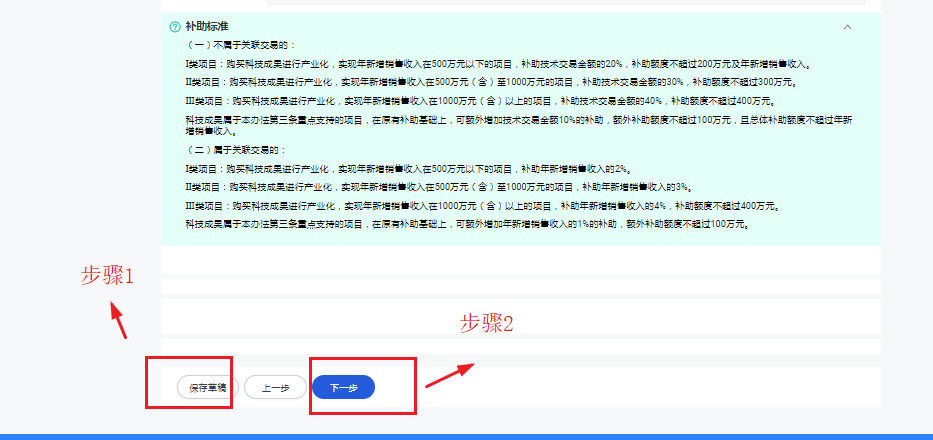 补助标准
（一）不属于关联交易的：
I类项目：购买科技成果进行产业化，实现年新增销售收入在500万元以下的项目，补助技术交易金额的20%，补助额度不超过200万元及年新增销售收入。
II类项目：购买科技成果进行产业化，实现年新增销售收入在500万元（含）至1000万元的项目，补助技术交易金额的30%，补助额度不超过300万元。
III类项目：购买科技成果进行产业化，实现年新增销售收入在1000万元（含）以上的项目，补助技术交易金额的40%，补助额度不超过400万元。
科技成果属于本办法第三条重点支持的项目，在原有补助基础上，可额外增加技术交易金额10%的补助，额外补助额度不超过100万元，且总体补助额度不超过年新
增销售收入。
（二）属于关联交易的：
I类项目：购买科技成果进行产业化，实现年新增销售收入在500万元以下的项目，补助年新增销售收入的2%。
II类项目：购买科技成果进行产业化，实现年新增销售收入在500万元（含）至1000万元的项目，补助年新增销售收入的3%。
III类项目：购买科技成果进行产业化，实现年新增销售收入在1000万元（含）以上的项目，补助年新增销售收入的4%，补助额度不超过400万元。
科技成果属于本办法第三条重点支持的项目，在原有补助基础上，可额外增加年新增销售收入的1%的补助，额外补助额度不超过100万元。
步骤1
步骤2
保存草稿
上一步
下一步